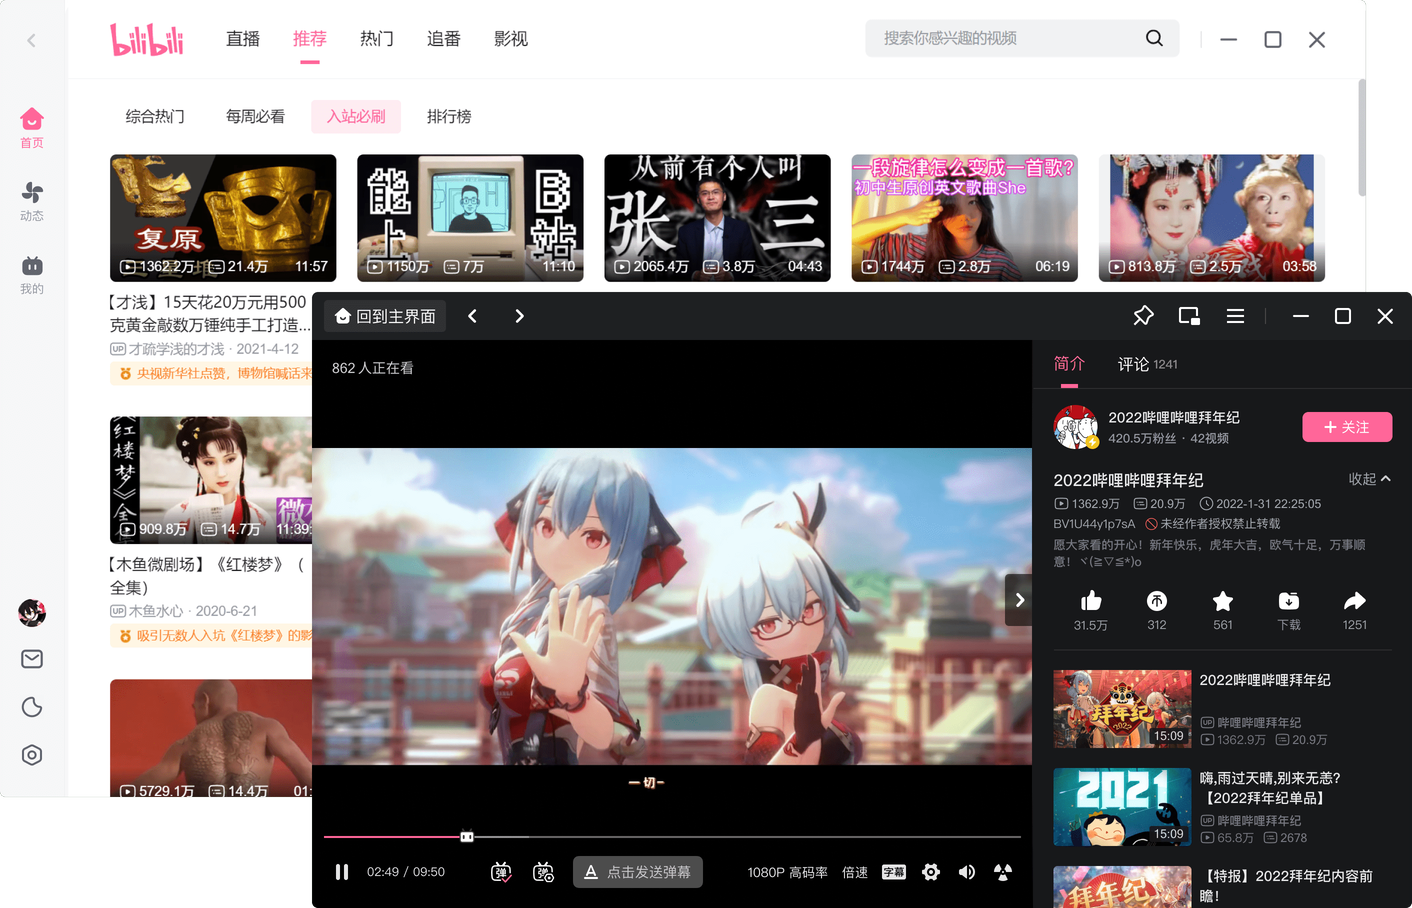 bilibili
直播 推荐 热门 追番 影视
搜索你感兴趣的视频
首页
动态
我的
综合热门 每周必看 入站必刷 排行榜
复原
1362.2万 21.4万 11:57
能上B站
1150万 7万 11:10
从前有个人叫
张三
2065.4万 3.8万 04:43
一段旋律怎么变成一首歌?
初中生原创英文歌曲She
1744万 2.8万 06:19
813.8万 2.5万 03:58
【才浅】15天花20万元用500
克黄金敲数万锤纯手工打造...
UP 才疏学浅的才浅 · 2021-4-12
央视新华社点赞，博物馆喊话来
红楼梦》全
微
909.8万 14.7万 11:39:
【木鱼微剧场】《红楼梦》（
全集）
UP 木鱼水心 · 2020-6-21
吸引无数人入坑《红楼梦》的影
5729.1万 14.4万 01:
回到主界面
862 人正在看
一切-
02:49 / 09:50
弹
弹
A 点击发送弹幕
1080P 高码率 倍速 字幕
简介 评论 1241
2022哔哩哔哩拜年纪
420.5万粉丝 · 42视频
+ 关注
2022哔哩哔哩拜年纪
收起
1362.9万 20.9万 2022-1-31 22:25:05
BV1U44y1p7sA 未经作者授权禁止转载
愿大家看的开心！新年快乐，虎年大吉，欧气十足，万事顺
意！ヾ(≧▽≦*)o
31.5万 312 561 下载 1251
拜年纪
2022
15:09
2022哔哩哔哩拜年纪
UP 哔哩哔哩拜年纪
1362.9万 20.9万
2021
15:09
嗨,雨过天晴,别来无恙?
【2022拜年纪单品】
UP 哔哩哔哩拜年纪
65.8万 2678
拜年纪
【特报】2022拜年纪内容前
瞻！